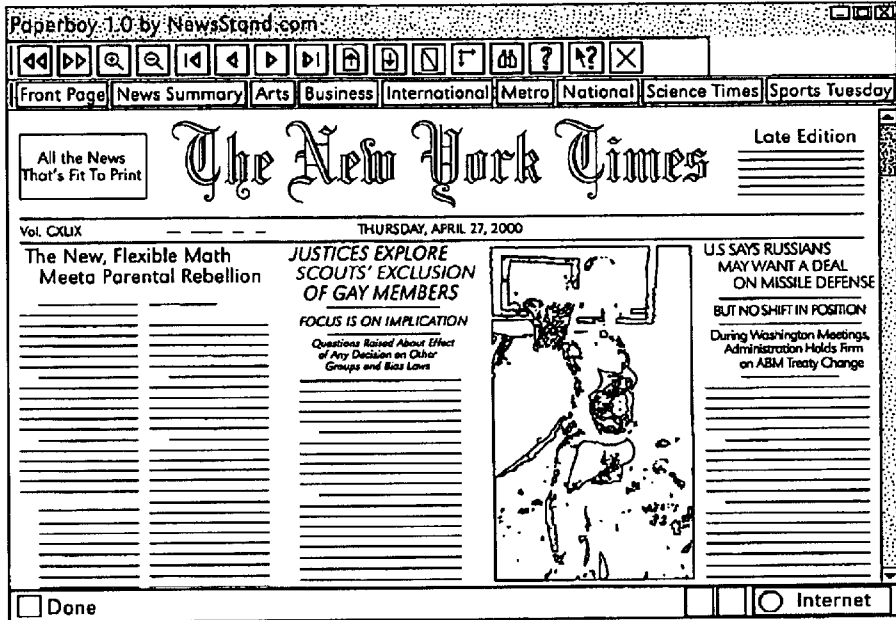 Paperboy 1.0 by NewsStand.com
Front Page News Summary Arts Business International Metro National Science Times Sports Tuesday
All the News
That's Fit To Print
The New York Times
Late Edition
Vol. CXLIX
THURSDAY, APRIL 27, 2000
The New, Flexible Math
Meeta Parental Rebellion
JUSTICES EXPLORE
SCOUTS' EXCLUSION
OF GAY MEMBERS
FOCUS IS ON IMPLICATION
Questions Raised About Effect
of Any Decision on Other
Groups and Bias Laws
U.S SAYS RUSSIANS
MAY WANT A DEAL
ON MISSILE DEFENSE
BUT NO SHIFT IN POSITION
During Washington Meetings,
Administration Holds Firm
on ABM Treaty Change
Done
Internet